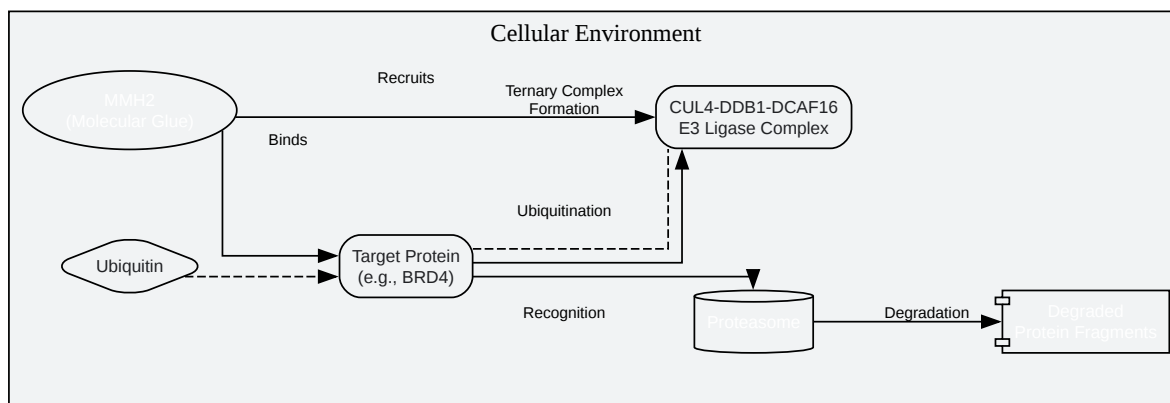 Cellular Environment
MMH2
(Molecular Glue)
Recruits
Ternary Complex
Formation
CUL4-DDB1-DCAF16
E3 Ligase Complex
Binds
Ubiquitination
Ubiquitin
Target Protein
(e.g., BRD4)
Recognition
Proteasome
Degradation
Degraded
Protein Fragments